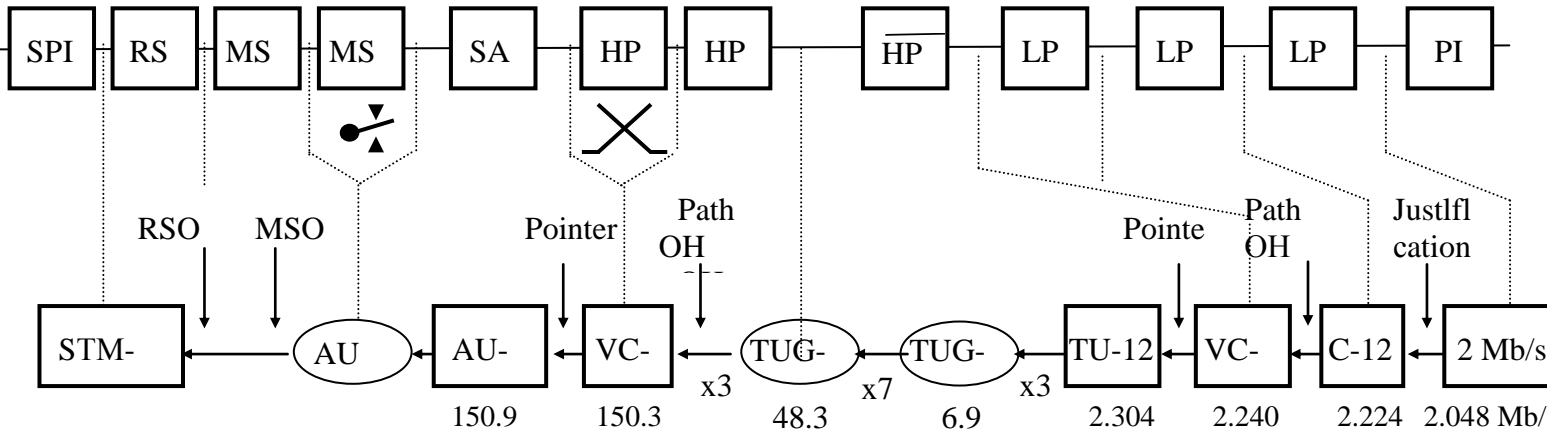 SPI RS MS MS SA HP HP HP LP LP LP PI
Path Path Justlfl
RSO MSO Pointer OH Pointe OH cation
STM- AU AU- VC- TUG- TUG- TU-12 VC- C-12 2 Mb/s
x3 x7 x3
150.9 150.3 48.3 6.9 2.304 2.240 2.224 2.048 Mb/